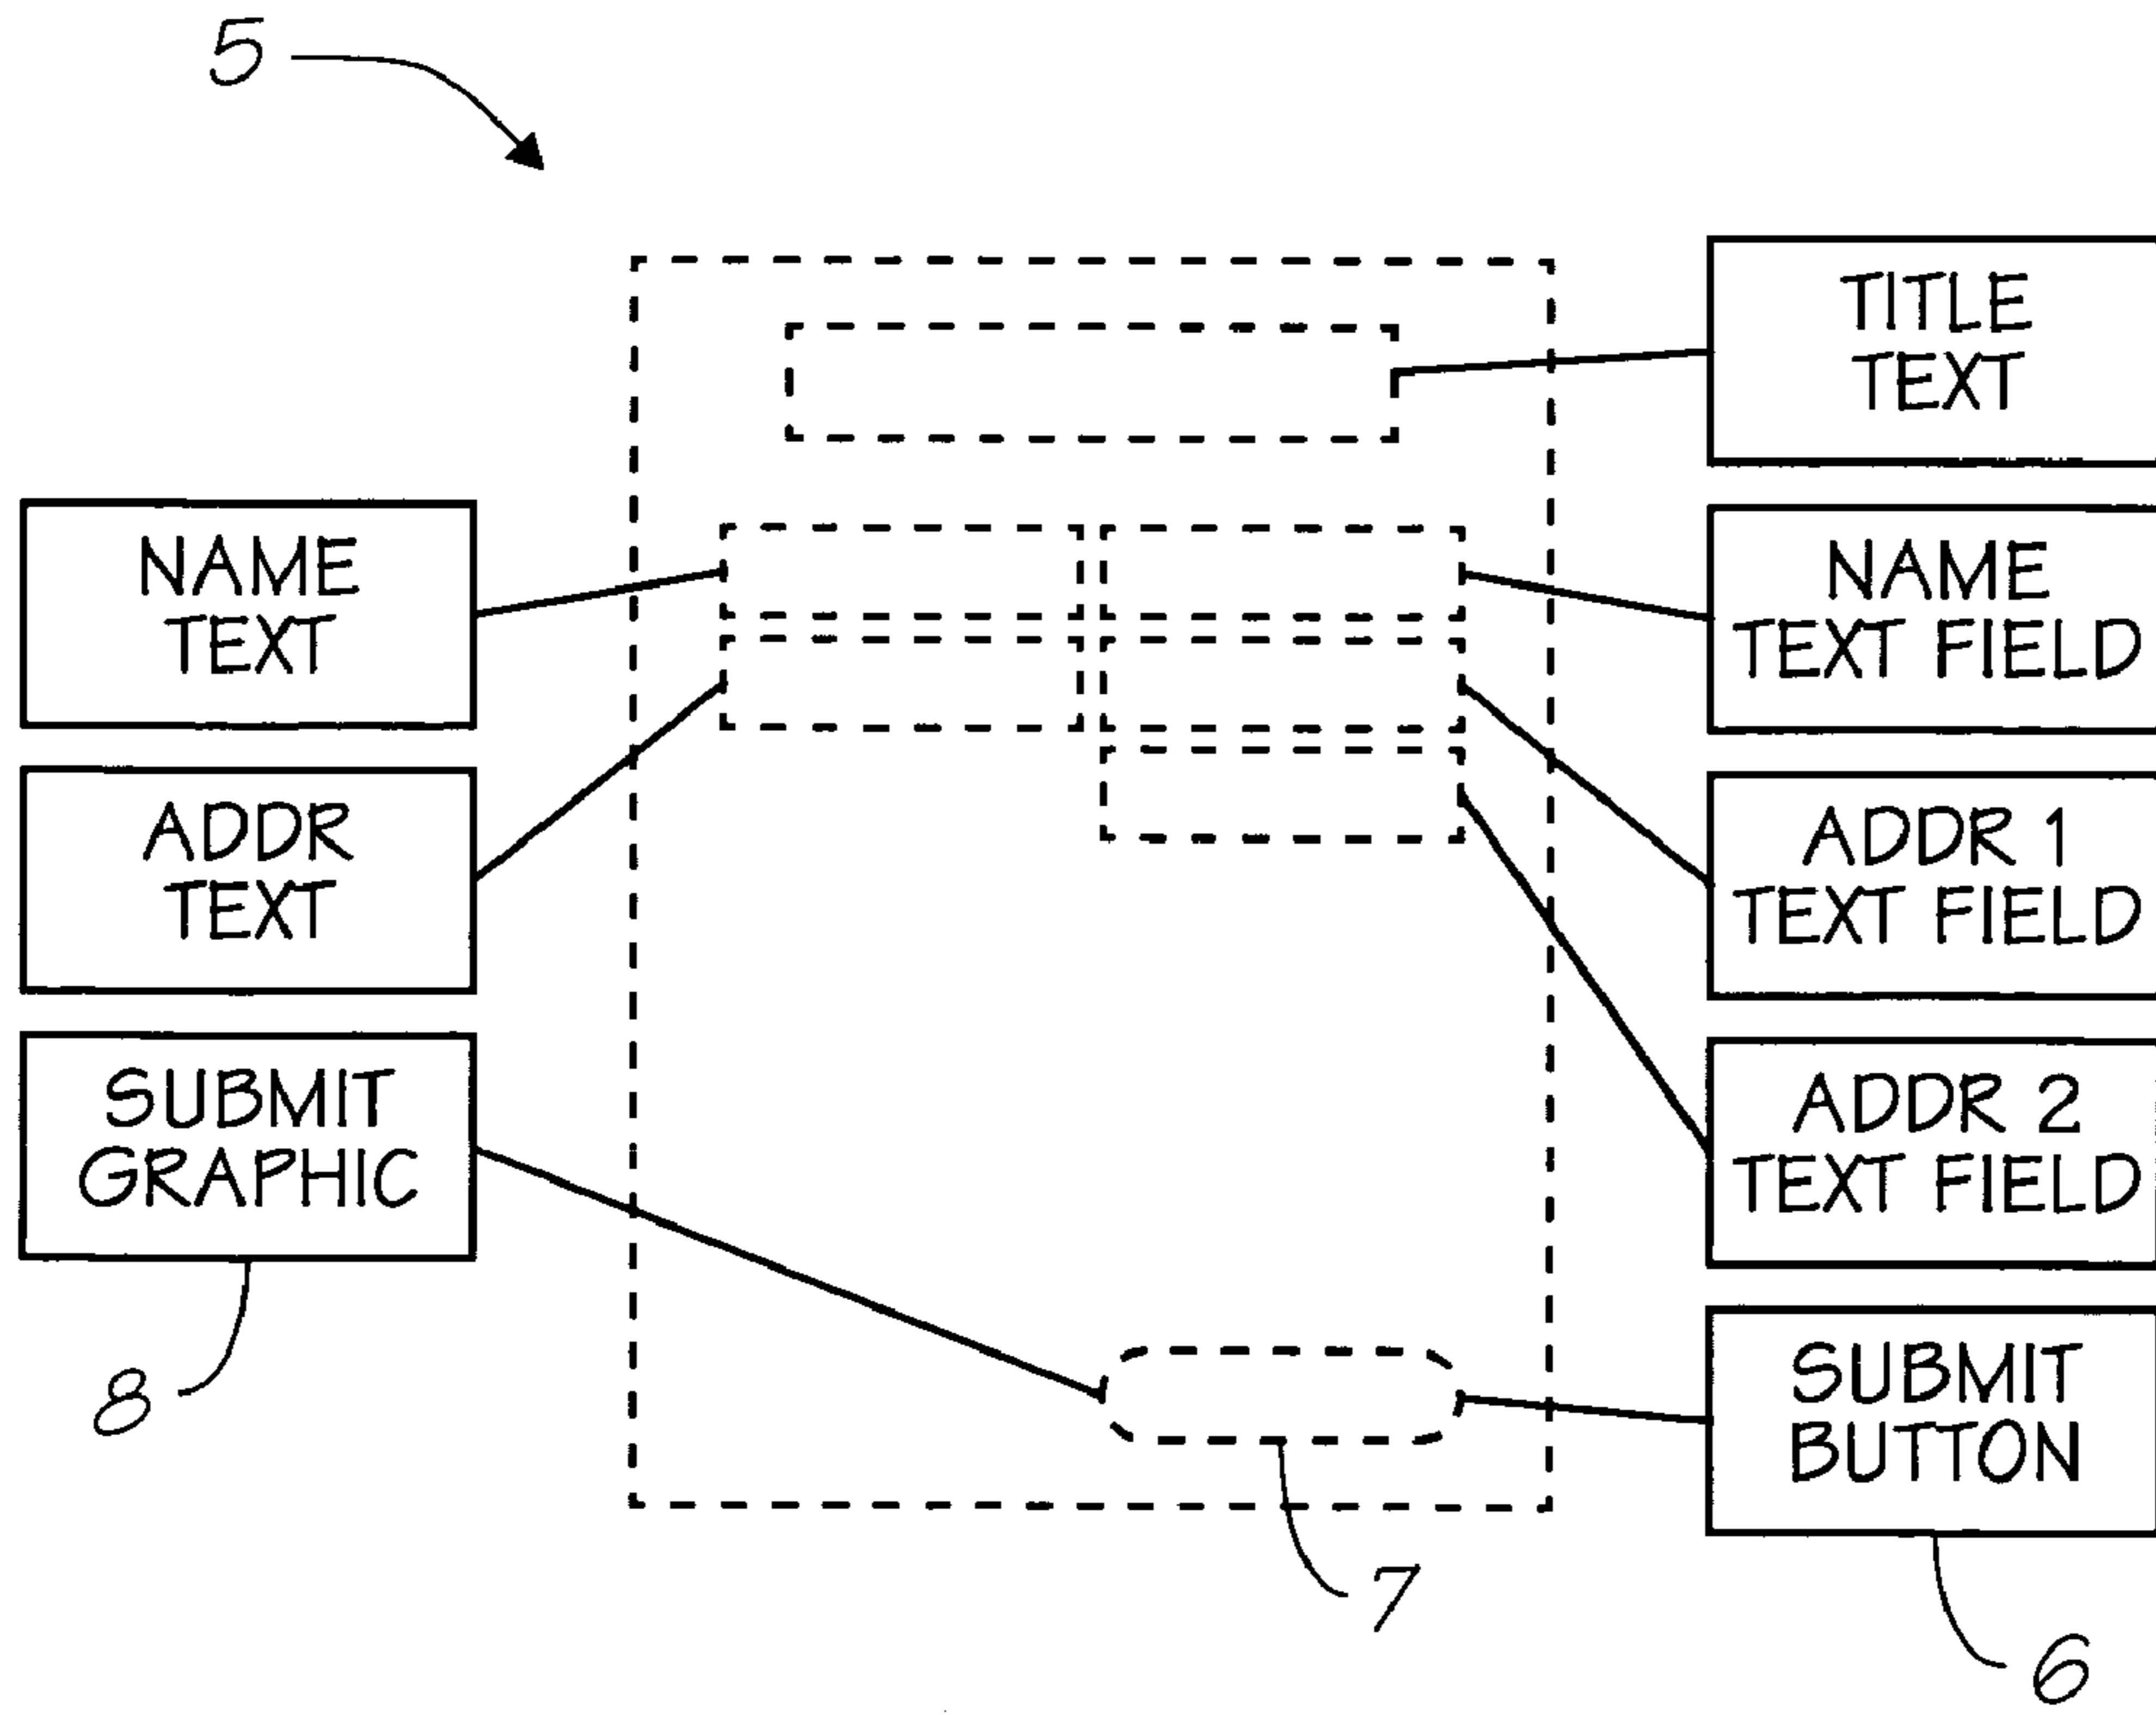 5
TITLE
TEXT
NAME
TEXT
NAME
TEXT FIELD
ADDR
TEXT
ADDR 1
TEXT FIELD
SUBMIT
GRAPHIC
ADDR 2
TEXT FIELD
SUBMIT
BUTTON
8
7
6